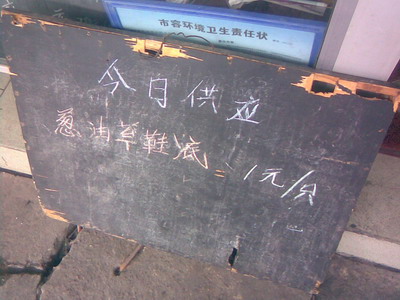 市容环境卫生责任状
今日供应
葱油草鞋底 1元/只